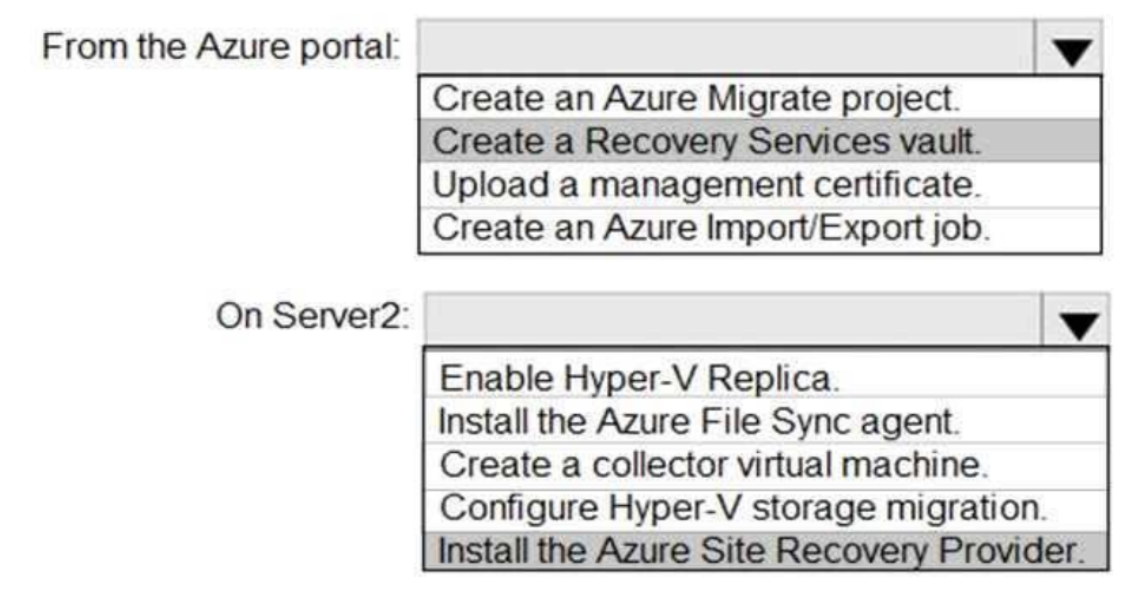 From the Azure portal:
Create an Azure Migrate project.
Create a Recovery Services vault.
Upload a management certificate.
Create an Azure Import/Export job.
On Server2:
Enable Hyper-V Replica.
Install the Azure File Sync agent.
Create a collector virtual machine.
Configure Hyper-V storage migration.
Install the Azure Site Recovery Provider.